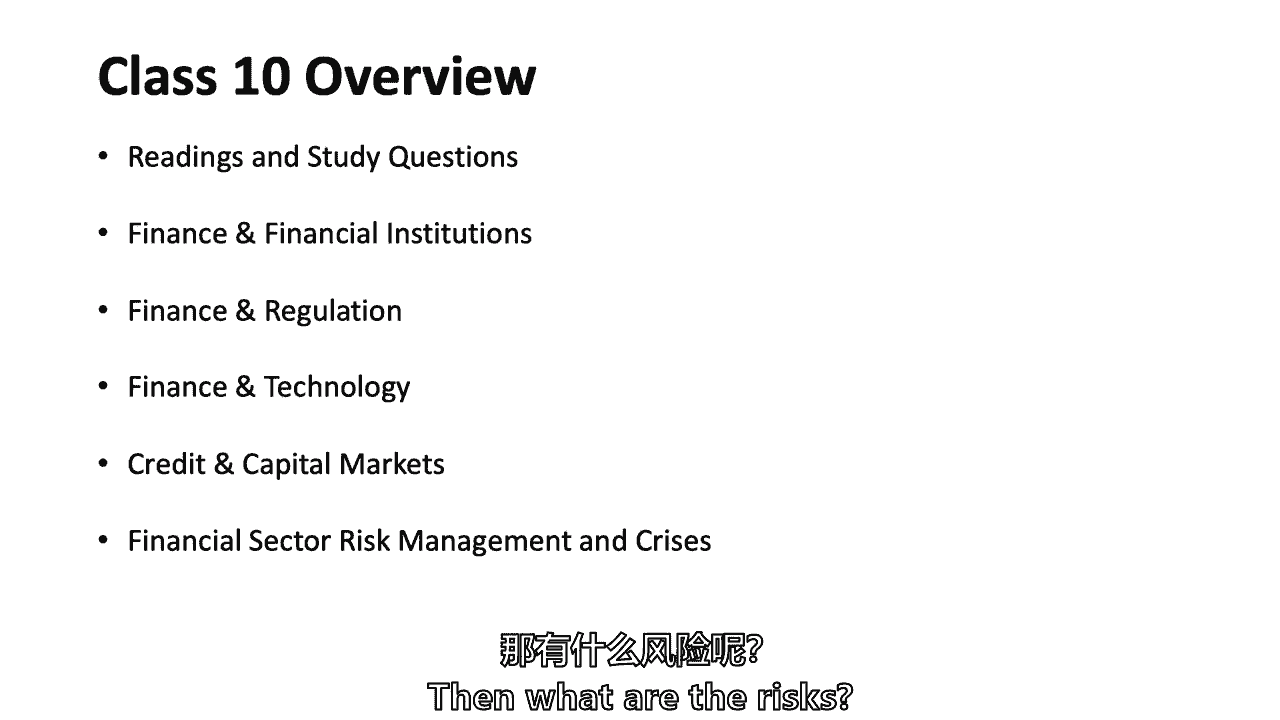 Class 10 Overview
• Readings and Study Questions
• Finance & Financial Institutions
• Finance & Regulation
• Finance & Technology
• Credit & Capital Markets
• Financial Sector Risk Management and Crises
那有什么风险呢?
Then what are the risks?